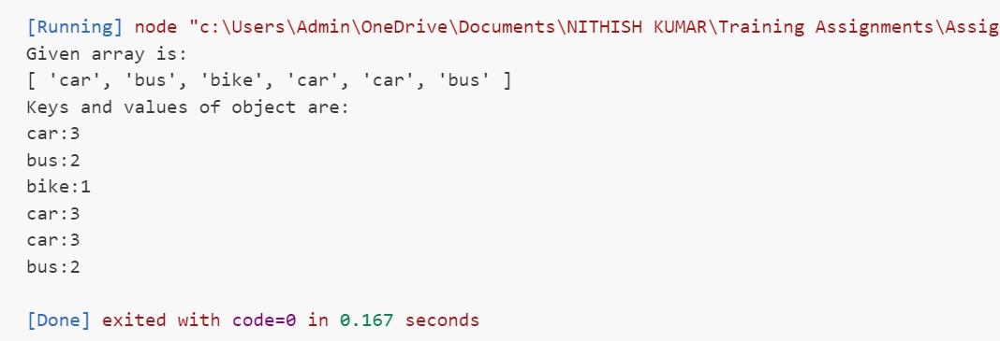 [Running] node "c:\Users\Admin\OneDrive\Documents\NITHISH KUMAR\Training Assignments\Assig
Given array is:
[ 'car', 'bus', 'bike', 'car', 'car', 'bus' ]
Keys and values of object are:
car:3
bus:2
bike:1
car:3
car:3
bus:2
[Done] exited with code=0 in 0.167 seconds